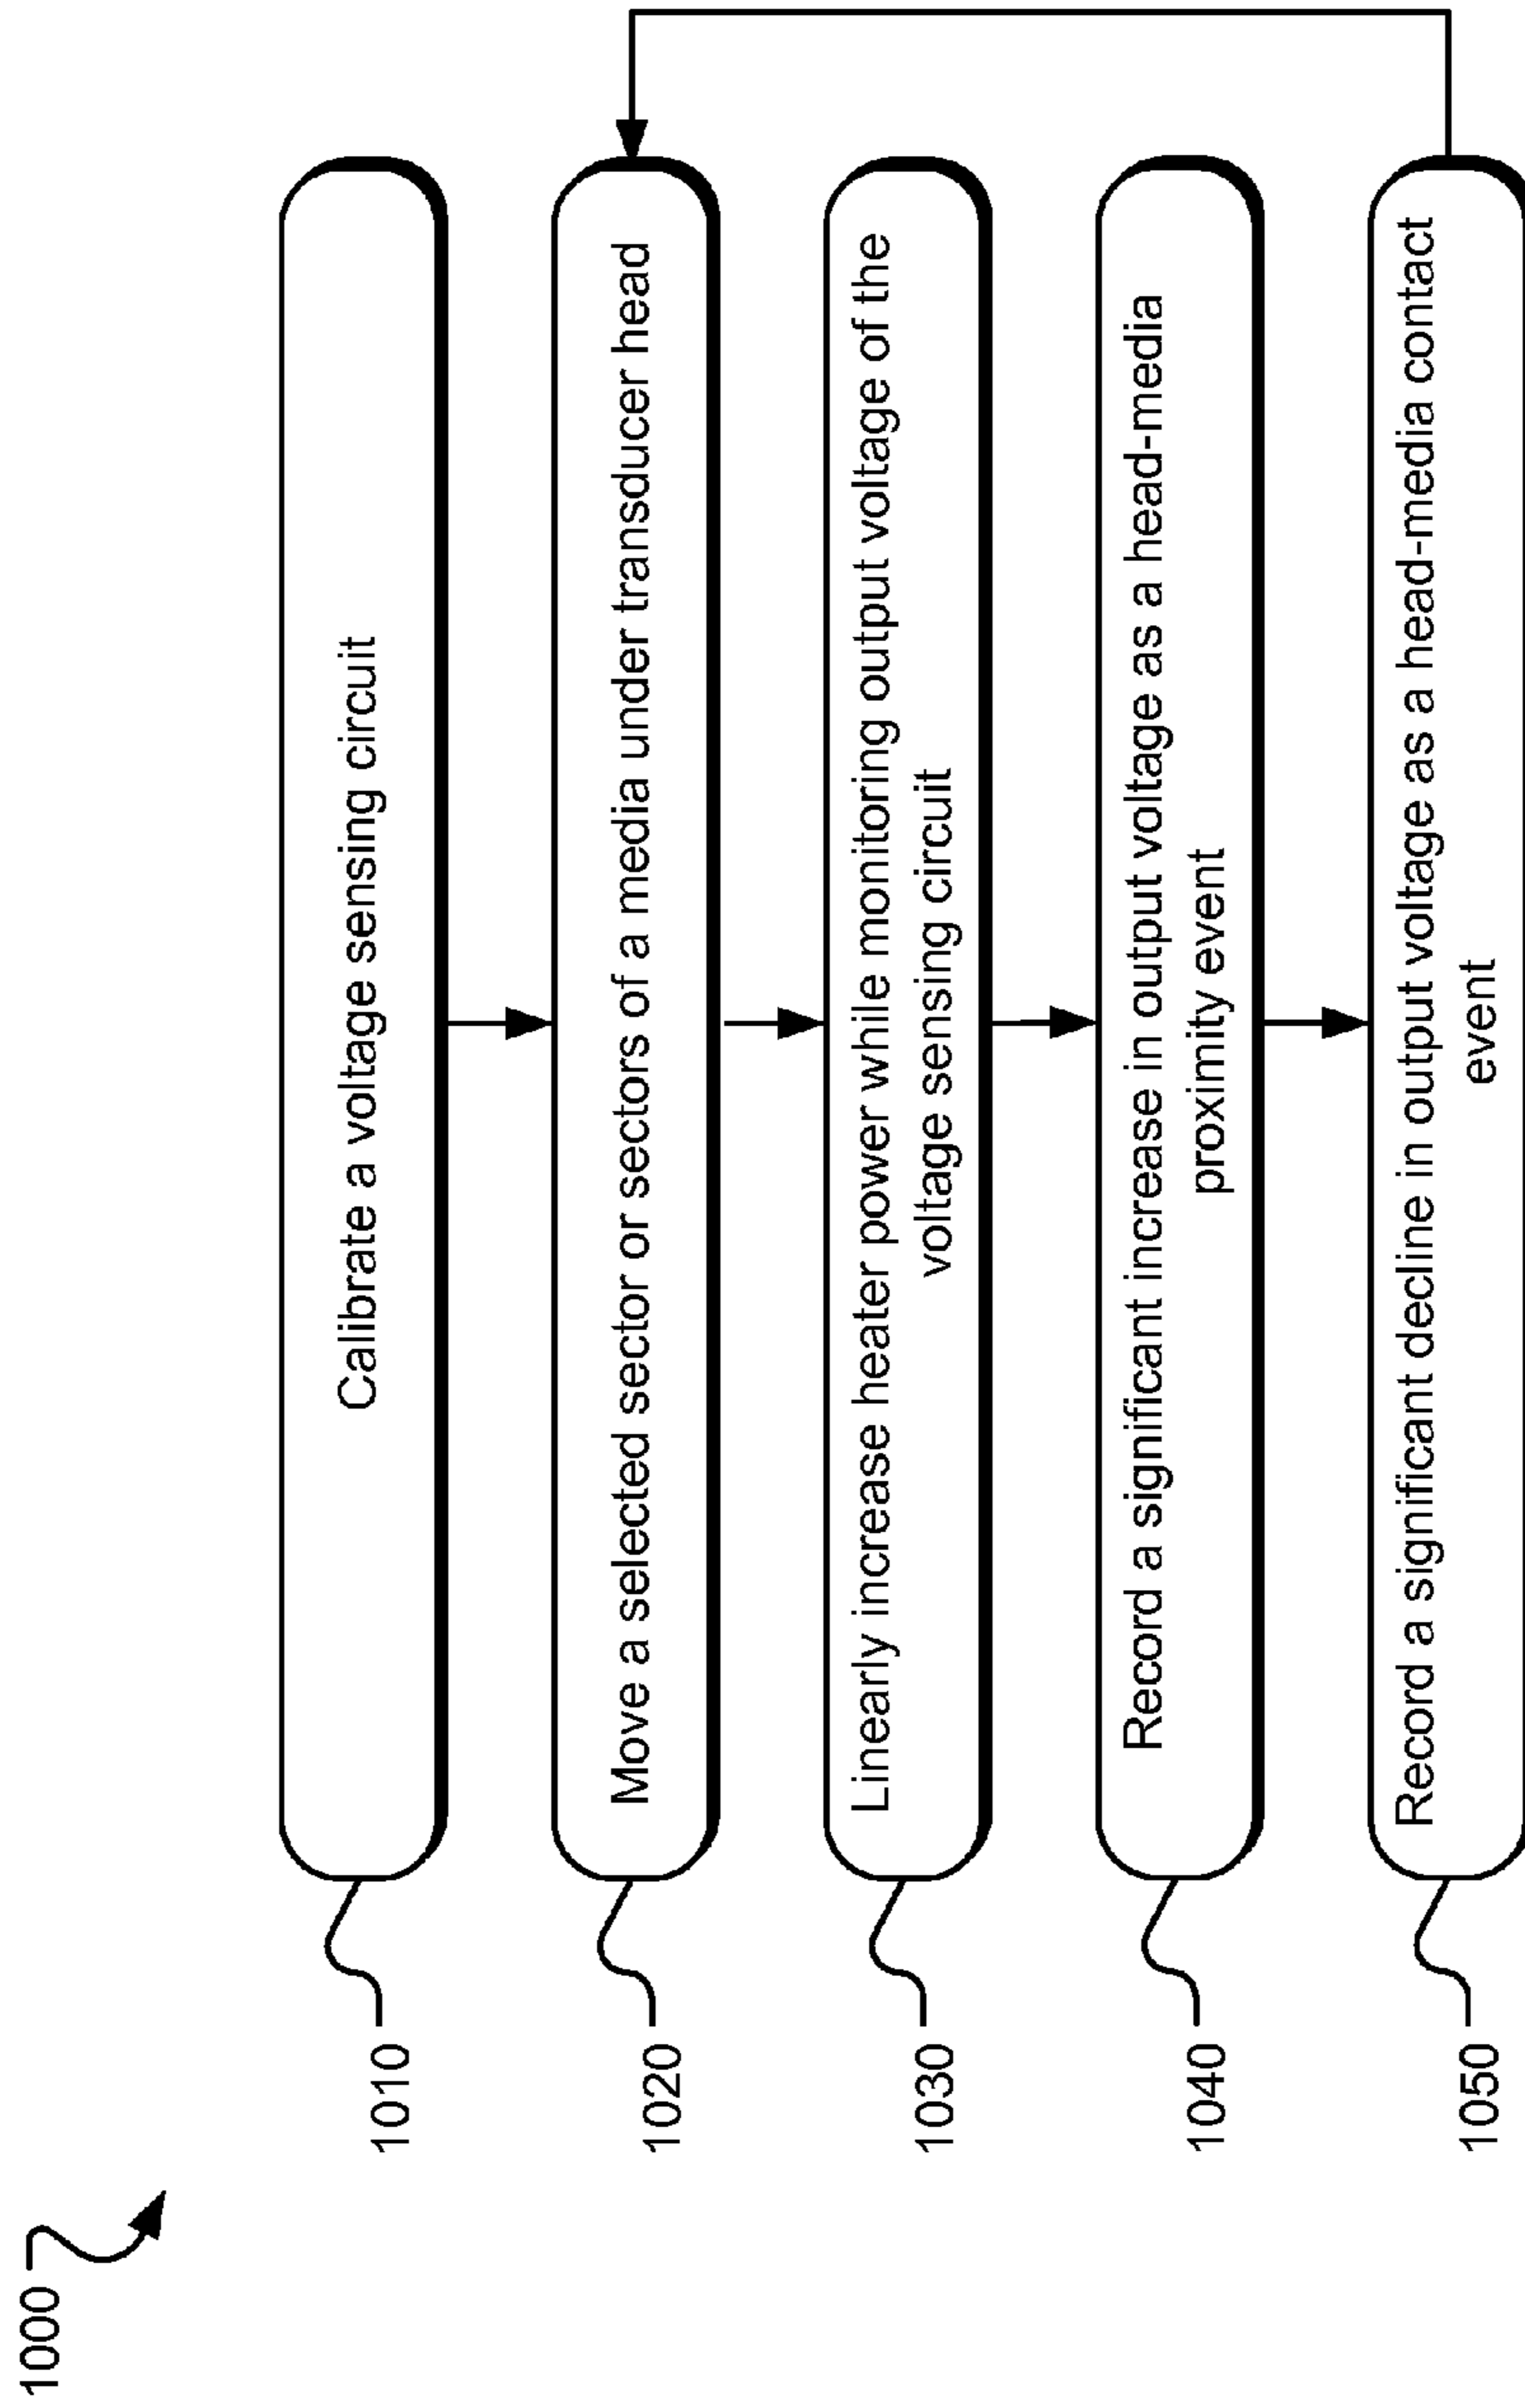 1000
1010
Calibrate a voltage sensing circuit
1020
Move a selected sector or sectors of a media under transducer head
1030
Linearly increase heater power while monitoring output voltage of the
voltage sensing circuit
1040
Record a significant increase in output voltage as a head-media
proximity event
1050
Record a significant decline in output voltage as a head-media contact
event